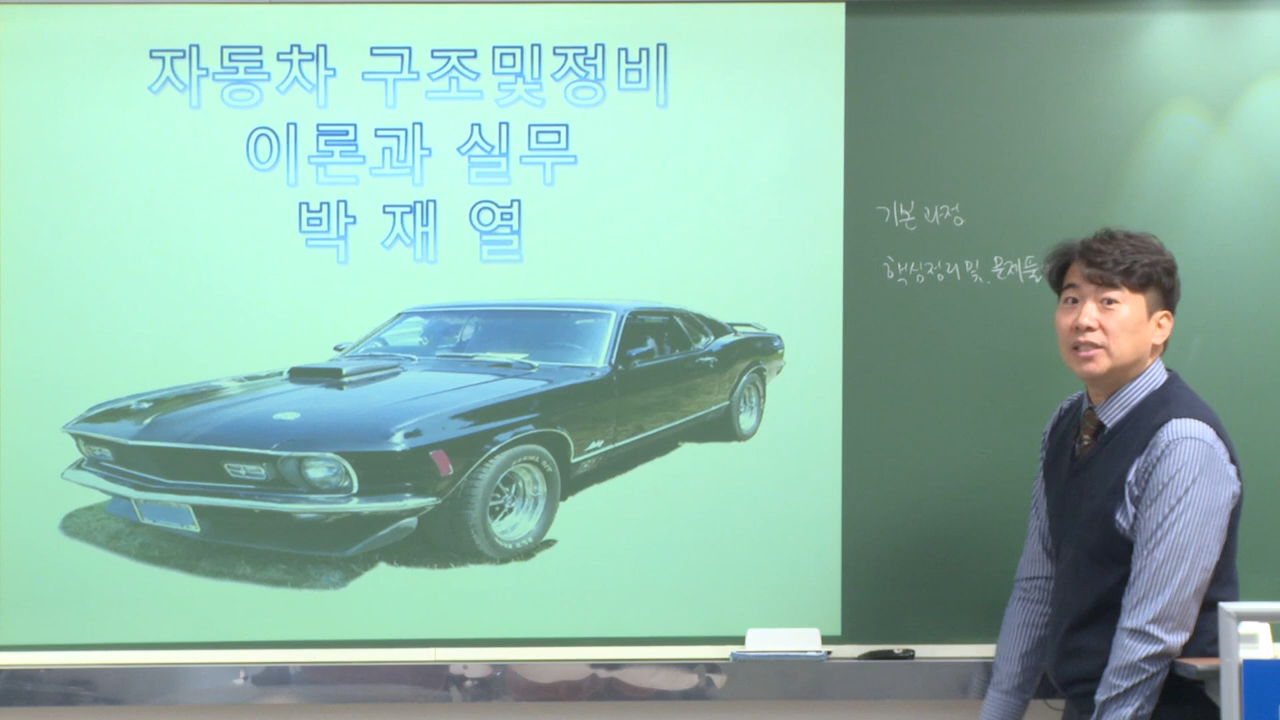 자동차 구조및정비
이론과 실무
박 재 열
기본과정
핵심정리 및 문제풀